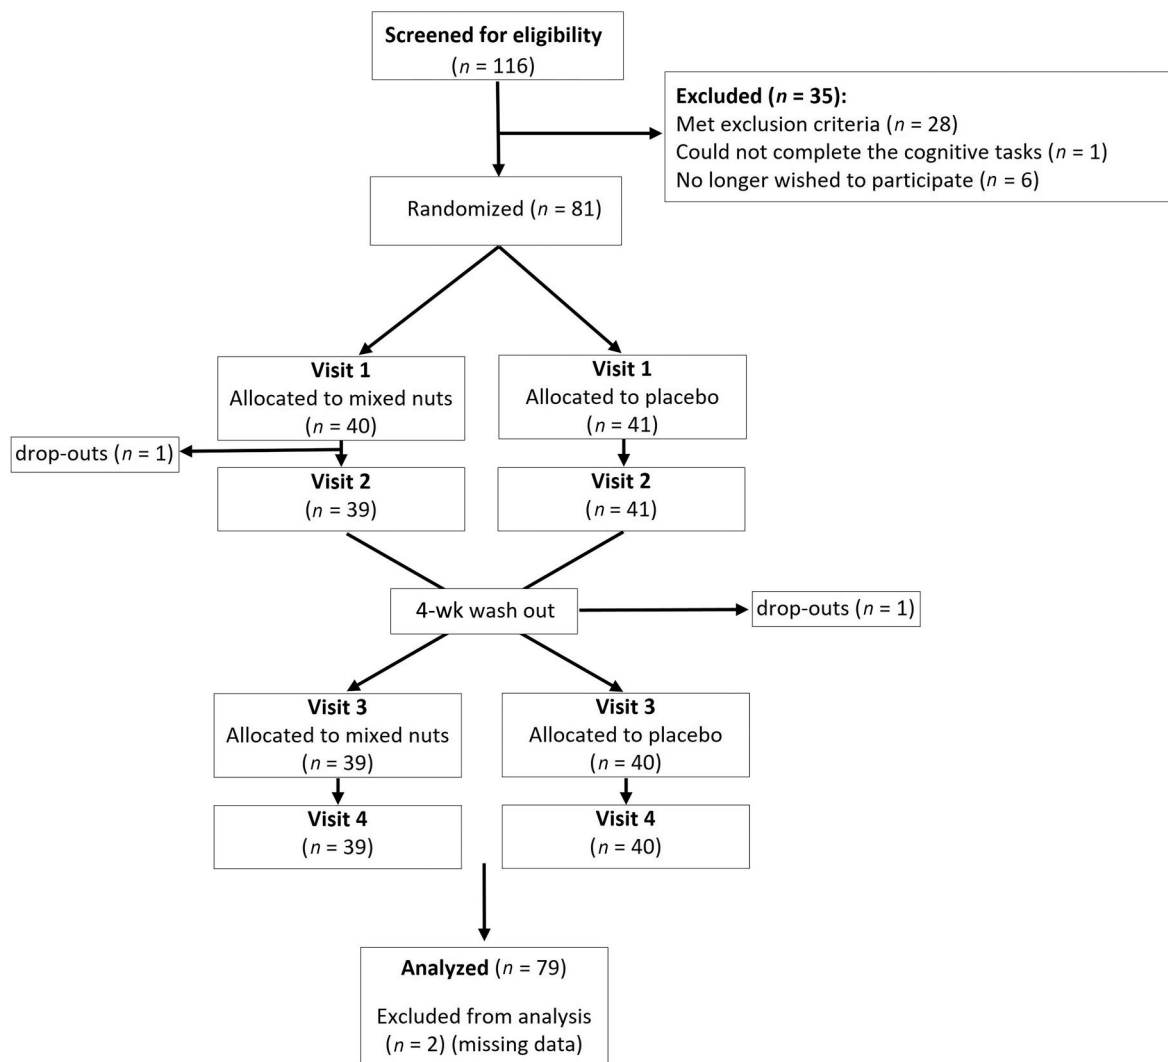 Screened for eligibility
(n = 116)
Excluded (n = 35):
Met exclusion criteria (n = 28)
Could not complete the cognitive tasks (n = 1)
No longer wished to participate (n = 6)
Randomized (n = 81)
Visit 1
Allocated to mixed nuts
(n = 40)
Visit 1
Allocated to placebo
(n = 41)
drop-outs (n = 1)
Visit 2
(n = 39)
Visit 2
(n = 41)
4-wk wash out
drop-outs (n = 1)
Visit 3
Allocated to mixed nuts
(n = 39)
Visit 3
Allocated to placebo
(n = 40)
Visit 4
(n = 39)
Visit 4
(n = 40)
Analyzed (n = 79)
Excluded from analysis
(n = 2) (missing data)